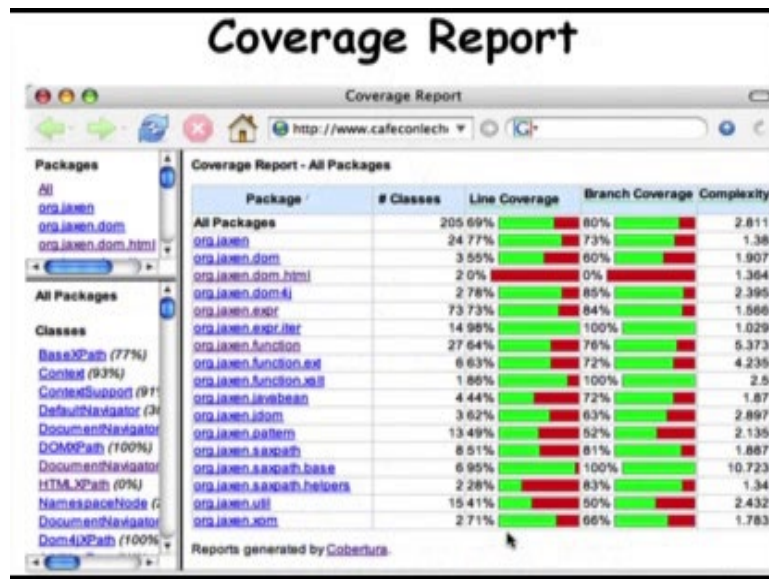 Coverage Report
Coverage Report
http://www.cafeconlech
Packages
All
org.jaxen
org.jaxen.dom
org.jaxen.dom.html
All Packages
Classes
BaseXPath (77%)
Context (93%)
ContextSupport (91
DefaultNavigator (3
DocumentNavigator
DOMXPath (100%)
DocumentNavigator
HTMLXPath (0%)
NamespaceNode (
DocumentNavigator
Dom4jXPath (100%
Coverage Report - All Packages
Package # Classes Line Coverage Branch Coverage Complexity
All Packages 205 69% 80% 2.811
org.jaxen 24 77% 73% 1.38
org.jaxen.dom 3 55% 60% 1.907
org.jaxen.dom.html 2 0% 0% 1.364
org.jaxen.dom4j 2 78% 85% 2.395
org.jaxen.expr 73 73% 84% 1.566
org.jaxen.expr.iter 14 98% 100% 1.029
org.jaxen.function 27 64% 76% 5.373
org.jaxen.function.ext 6 63% 72% 4.235
org.jaxen.function.xslt 1 86% 100% 2.5
org.jaxen.javabean 4 44% 72% 1.87
org.jaxen.jdom 3 62% 63% 2.897
org.jaxen.pattern 13 49% 52% 2.135
org.jaxen.saxpath 8 51% 81% 1.887
org.jaxen.saxpath.base 6 95% 100% 10.723
org.jaxen.saxpath.helpers 2 28% 83% 1.34
org.jaxen.util 15 41% 50% 2.432
org.jaxen.xom 2 71% 66% 1.783
Reports generated by Cobertura.